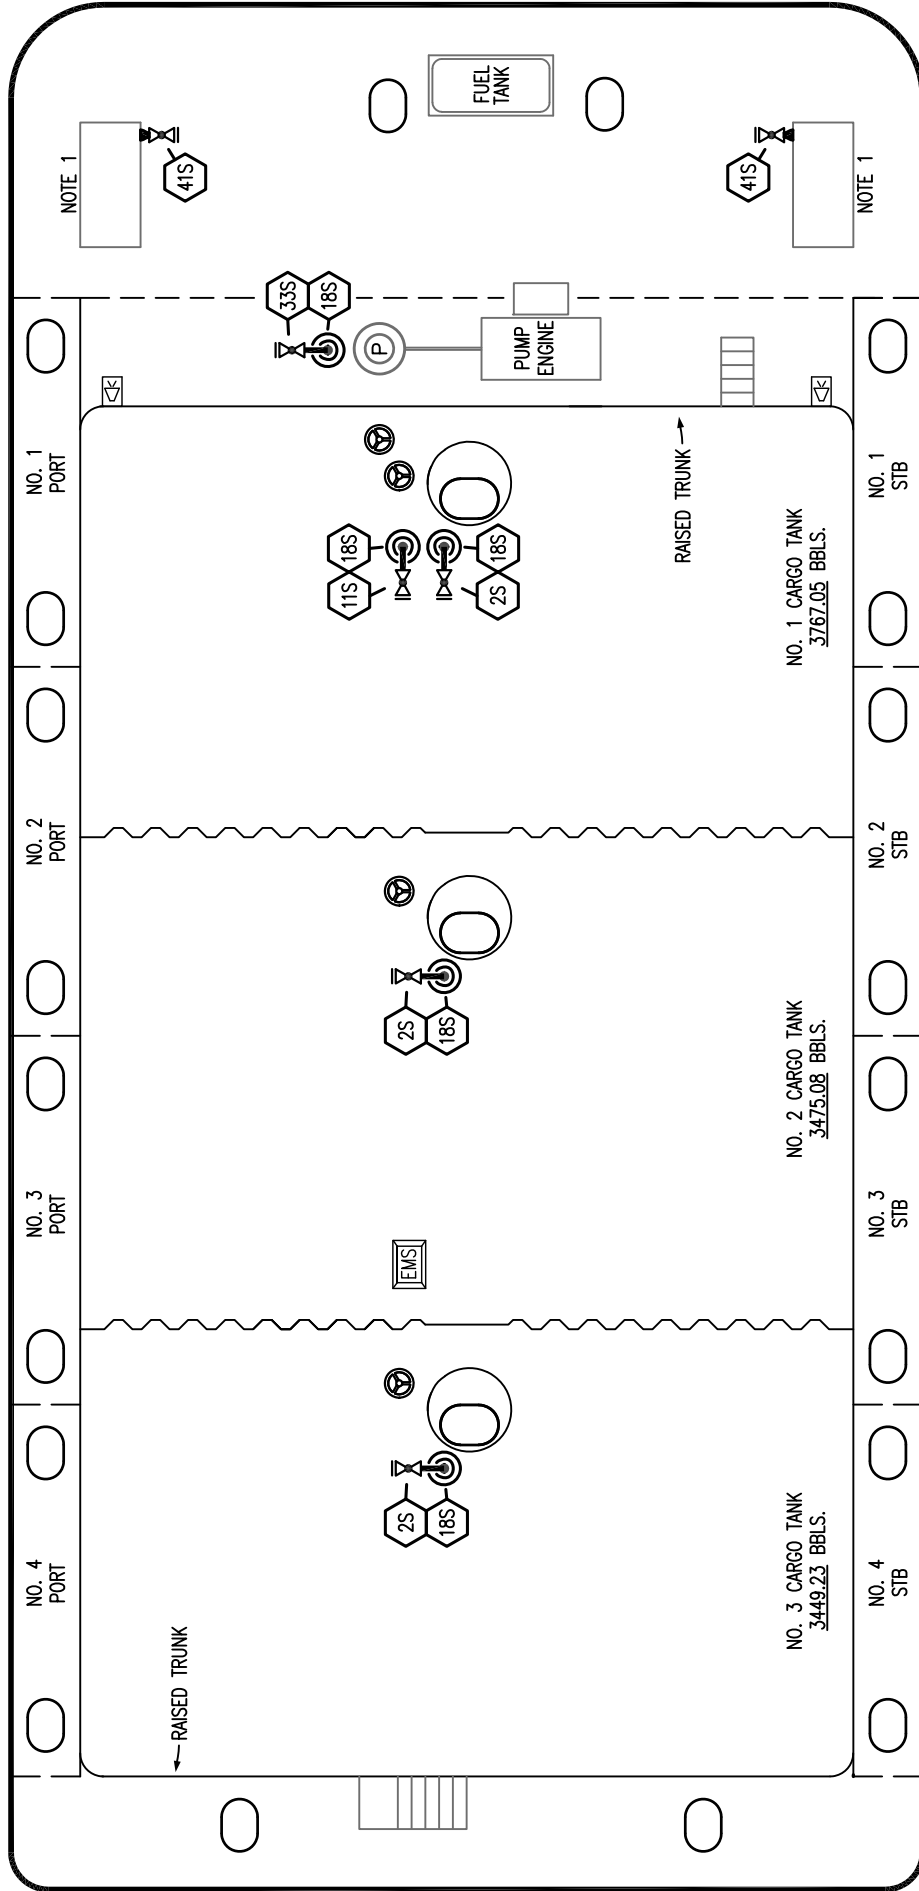 FUEL
TANK
NOTE 1
41S
41S
NOTE 1
33S
18S
P
PUMP
ENGINE
NO. 1
PORT
RAISED TRUNK
NO. 1
STB
18S
11S
18S
2S
NO. 1 CARGO TANK
3767.05 BBLS.
NO. 2
PORT
NO. 2
STB
2S
18S
NO. 2 CARGO TANK
3475.08 BBLS.
NO. 3
PORT
NO. 3
STB
EMS
2S
18S
NO. 3 CARGO TANK
3449.23 BBLS.
NO. 4
PORT
NO. 4
STB
RAISED TRUNK